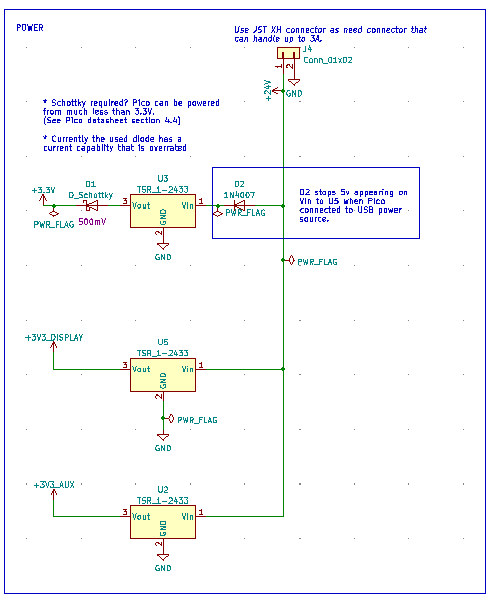 POWER
Use JST XH connector as need connector that
can handle up to 3A.
J4
Conn_01x02
1
2
+24V
GND
* Schottky required? Pico can be powered
from much less than 3.3V.
(See Pico datasheet section 4.4)
* Currently the used diode has a
current capablity that is overrated
+3.3V
D1
D_Schottky
500mV
PWR_FLAG
U3
TSR_1-2433
3
Vout
Vin
1
GND
2
GND
D2
1N4007
PWR_FLAG
D2 stops 5v appearing on
Vin to U5 when Pico
connected to USB power
source.
PWR_FLAG
+3V3_DISPLAY
U5
TSR_1-2433
3
Vout
Vin
1
GND
2
PWR_FLAG
GND
+3V3_AUX
U2
TSR_1-2433
3
Vout
Vin
1
GND
2
GND